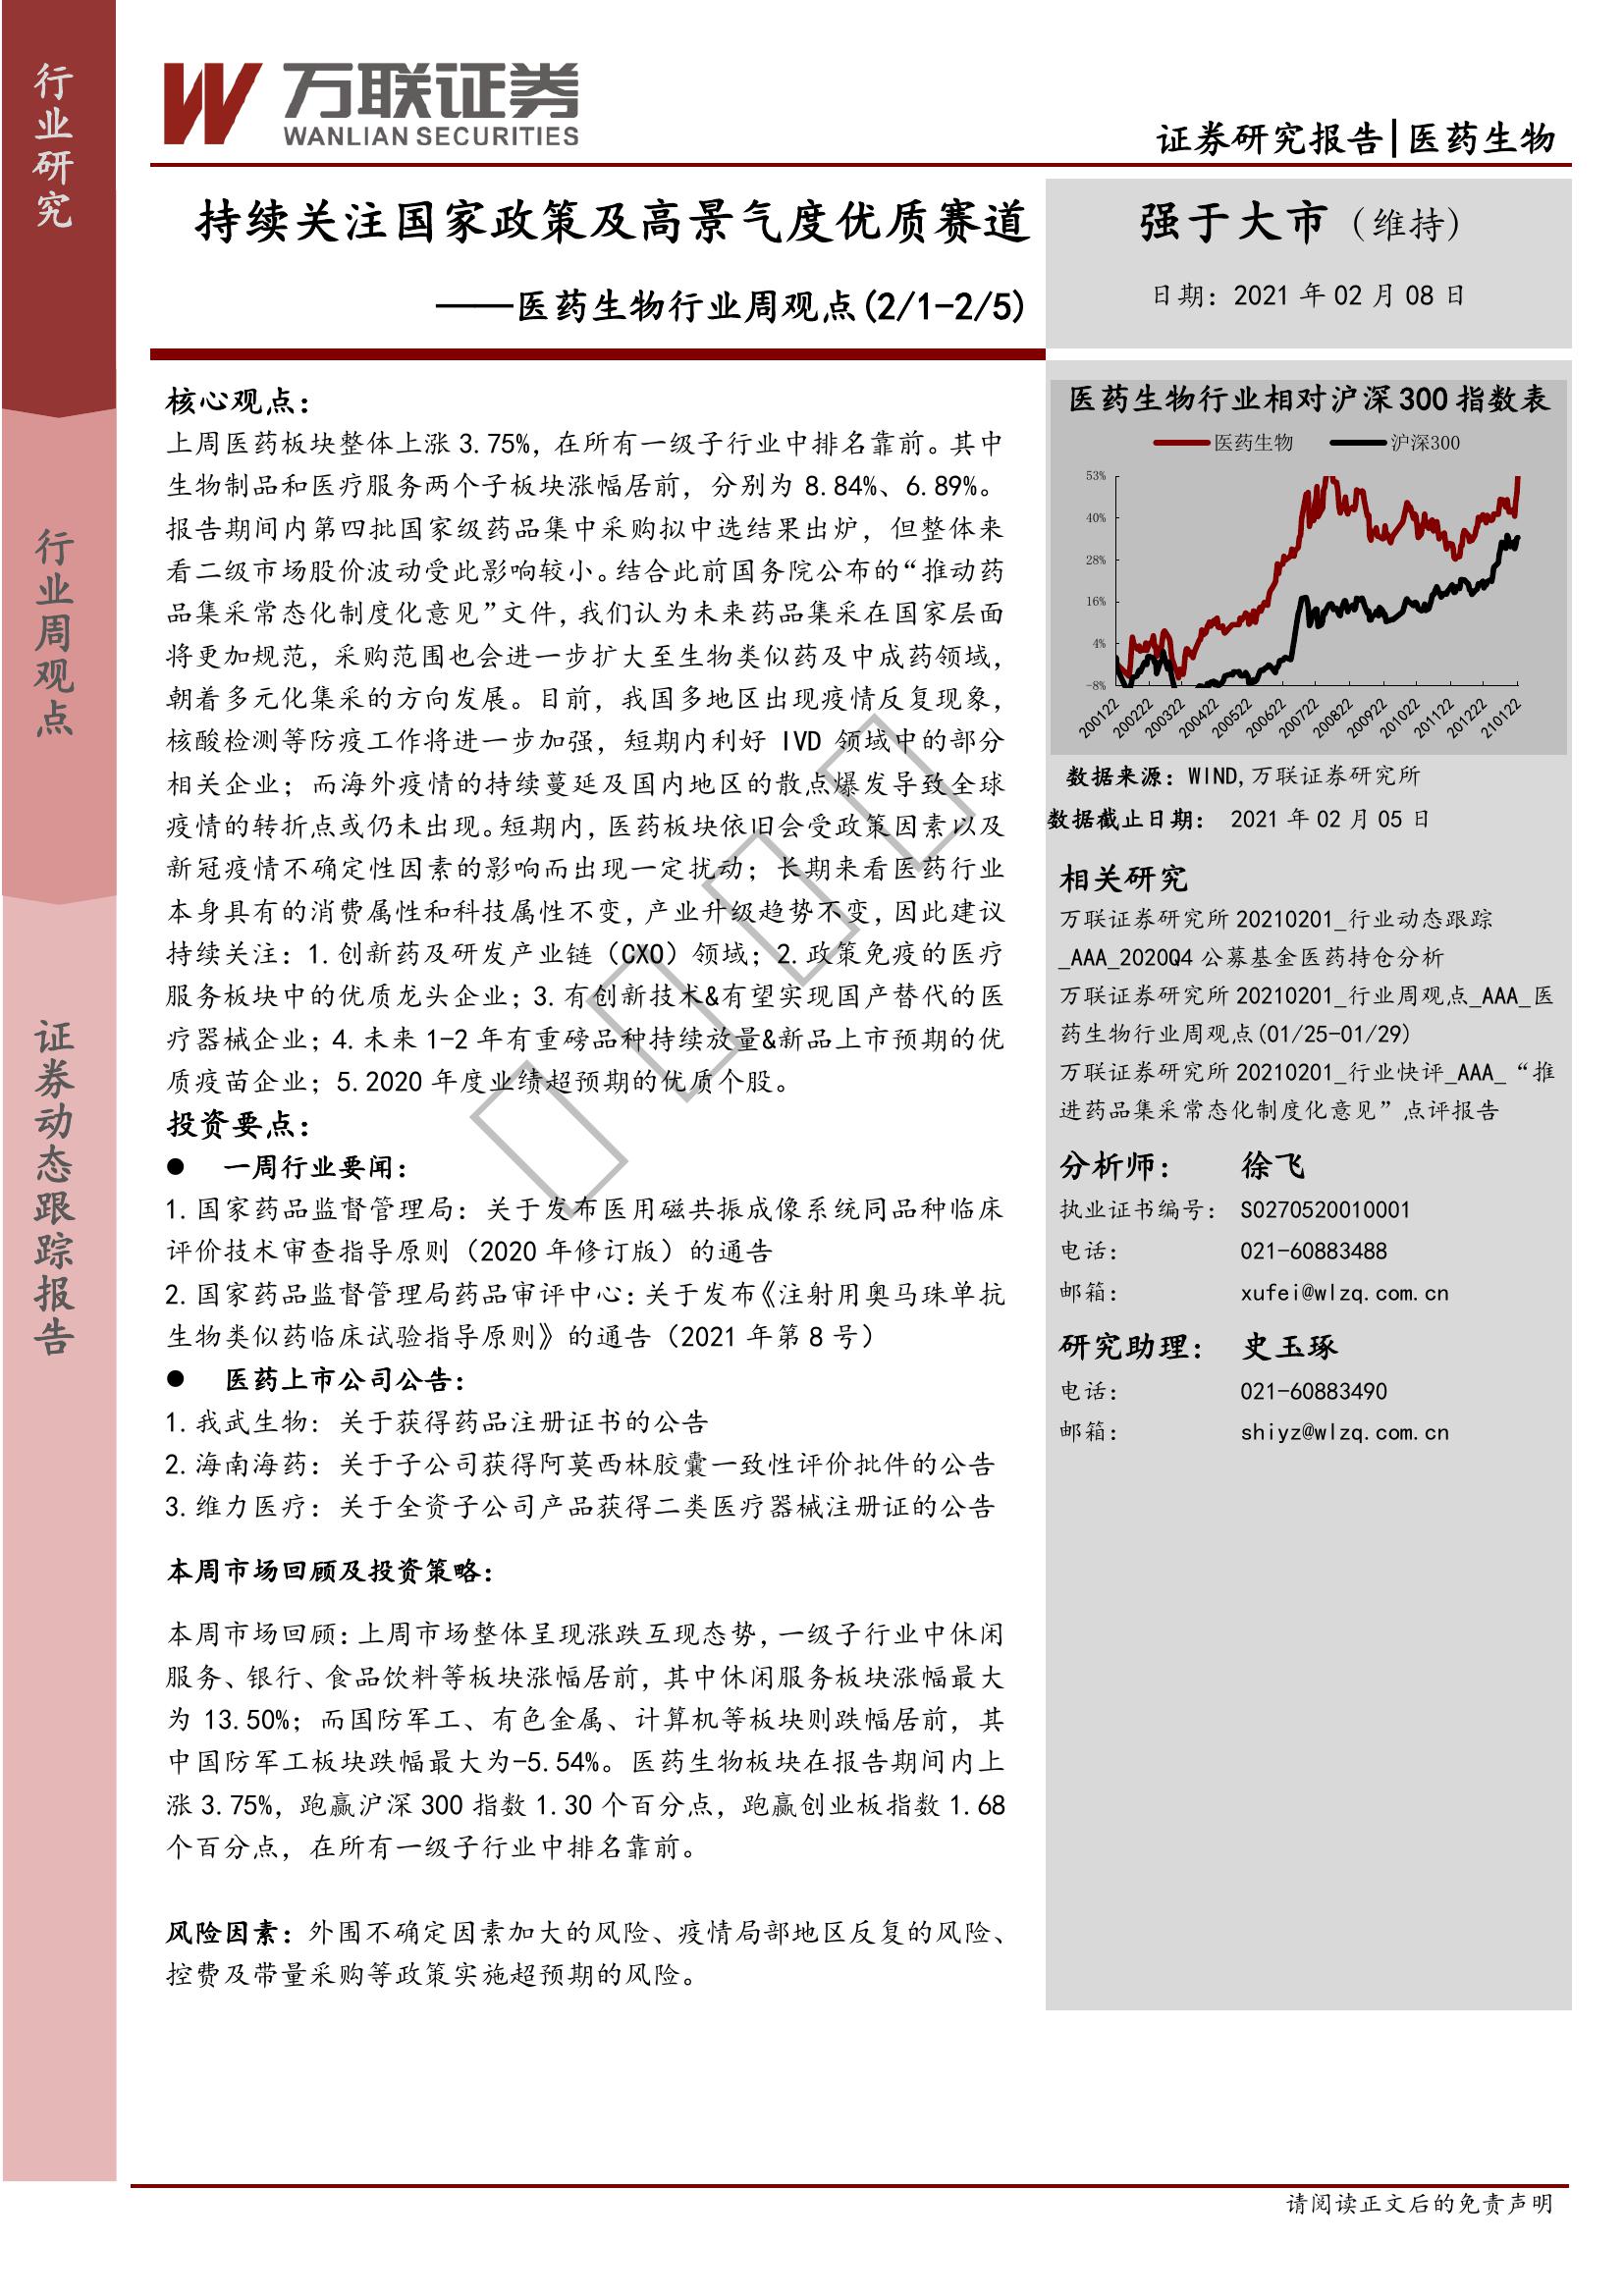 行业研究
行业周观点
证券动态跟踪报告
万联证券
WANLIAN SECURITIES
证券研究报告|医药生物
持续关注国家政策及高景气度优质赛道
——医药生物行业周观点(2/1-2/5)
强于大市（维持）
日期：2021 年 02 月 08 日
核心观点：
上周医药板块整体上涨 3.75%，在所有一级子行业中排名靠前。其中
生物制品和医疗服务两个子板块涨幅居前，分别为 8.84%、6.89%。
报告期间内第四批国家级药品集中采购拟中选结果出炉，但整体来
看二级市场股价波动受此影响较小。结合此前国务院公布的“推动药
品集采常态化制度化意见”文件，我们认为未来药品集采在国家层面
将更加规范，采购范围也会进一步扩大至生物类似药及中成药领域，
朝着多元化集采的方向发展。目前，我国多地区出现疫情反复现象，
核酸检测等防疫工作将进一步加强，短期内利好 IVD 领域中的部分
相关企业；而海外疫情的持续蔓延及国内地区的散点爆发导致全球
疫情的转折点或仍未出现。短期内，医药板块依旧会受政策因素以及
新冠疫情不确定性因素的影响而出现一定扰动；长期来看医药行业
本身具有的消费属性和科技属性不变，产业升级趋势不变，因此建议
持续关注：1.创新药及研发产业链（CXO）领域；2.政策免疫的医疗
服务板块中的优质龙头企业；3.有创新技术&有望实现国产替代的医
疗器械企业；4.未来 1-2 年有重磅品种持续放量&新品上市预期的优
质疫苗企业；5.2020 年度业绩超预期的优质个股。
投资要点：
● 一周行业要闻：
1.国家药品监督管理局：关于发布医用磁共振成像系统同品种临床
评价技术审查指导原则（2020 年修订版）的通告
2.国家药品监督管理局药品审评中心：关于发布《注射用奥马珠单抗
生物类似药临床试验指导原则》的通告（2021 年第 8 号）
● 医药上市公司公告：
1.我武生物：关于获得药品注册证书的公告
2.海南海药：关于子公司获得阿莫西林胶囊一致性评价批件的公告
3.维力医疗：关于全资子公司产品获得二类医疗器械注册证的公告
本周市场回顾及投资策略：
本周市场回顾：上周市场整体呈现涨跌互现态势，一级子行业中休闲
服务、银行、食品饮料等板块涨幅居前，其中休闲服务板块涨幅最大
为 13.50%；而国防军工、有色金属、计算机等板块则跌幅居前，其
中国防军工板块跌幅最大为-5.54%。医药生物板块在报告期间内上
涨 3.75%，跑赢沪深 300 指数 1.30 个百分点，跑赢创业板指数 1.68
个百分点，在所有一级子行业中排名靠前。
风险因素：外围不确定因素加大的风险、疫情局部地区反复的风险、
控费及带量采购等政策实施超预期的风险。
医药生物行业相对沪深 300 指数表
医药生物 沪深300
53%
40%
28%
16%
4%
-8%
200122 200222 200322 200422 200522 200622 200722 200822 200922 201022 201122 201222 210122
数据来源：WIND,万联证券研究所
数据截止日期： 2021 年 02 月 05 日
相关研究
万联证券研究所 20210201_行业动态跟踪
_AAA_2020Q4 公募基金医药持仓分析
万联证券研究所 20210201_行业周观点_AAA_医
药生物行业周观点(01/25-01/29)
万联证券研究所 20210201_行业快评_AAA_“推
进药品集采常态化制度化意见”点评报告
分析师： 徐飞
执业证书编号： S0270520010001
电话： 021-60883488
邮箱： xufei@wlzq.com.cn
研究助理： 史玉琢
电话： 021-60883490
邮箱： shiyz@wlzq.com.cn
请阅读正文后的免责声明